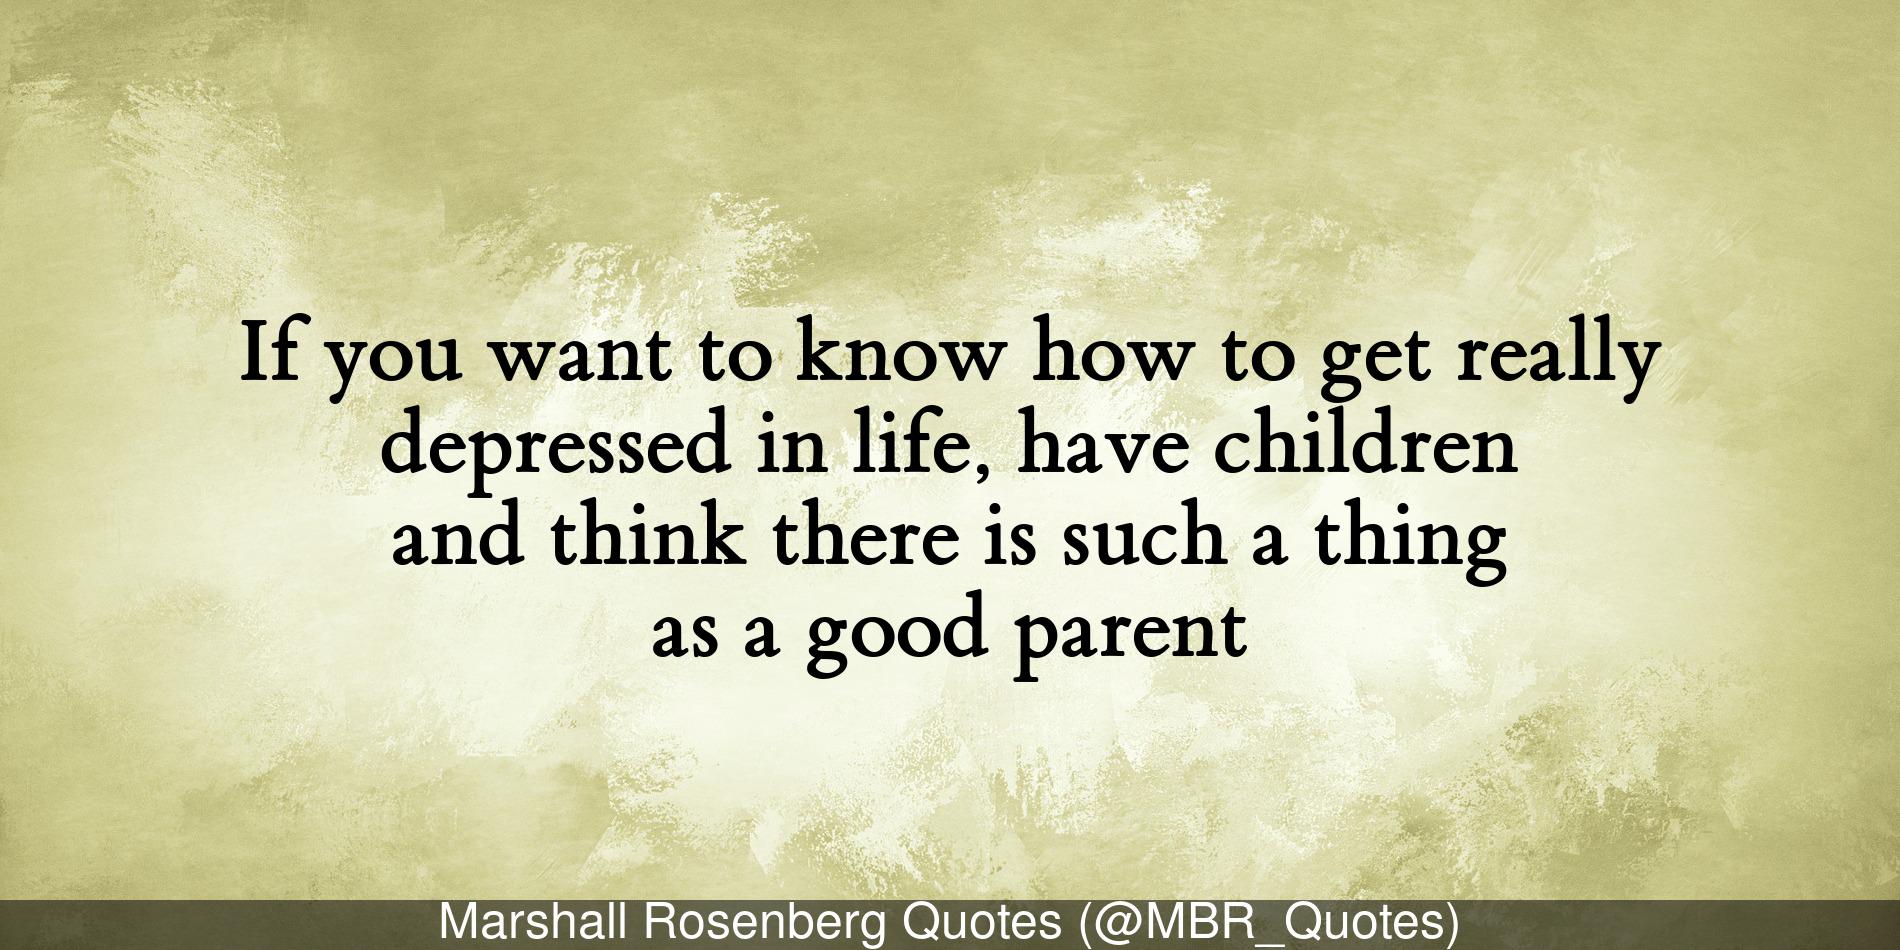 If you want to know how to get really
depressed in life, have children
and think there is such a thing
as a good parent
Marshall Rosenberg Quotes (@MBR_Quotes)